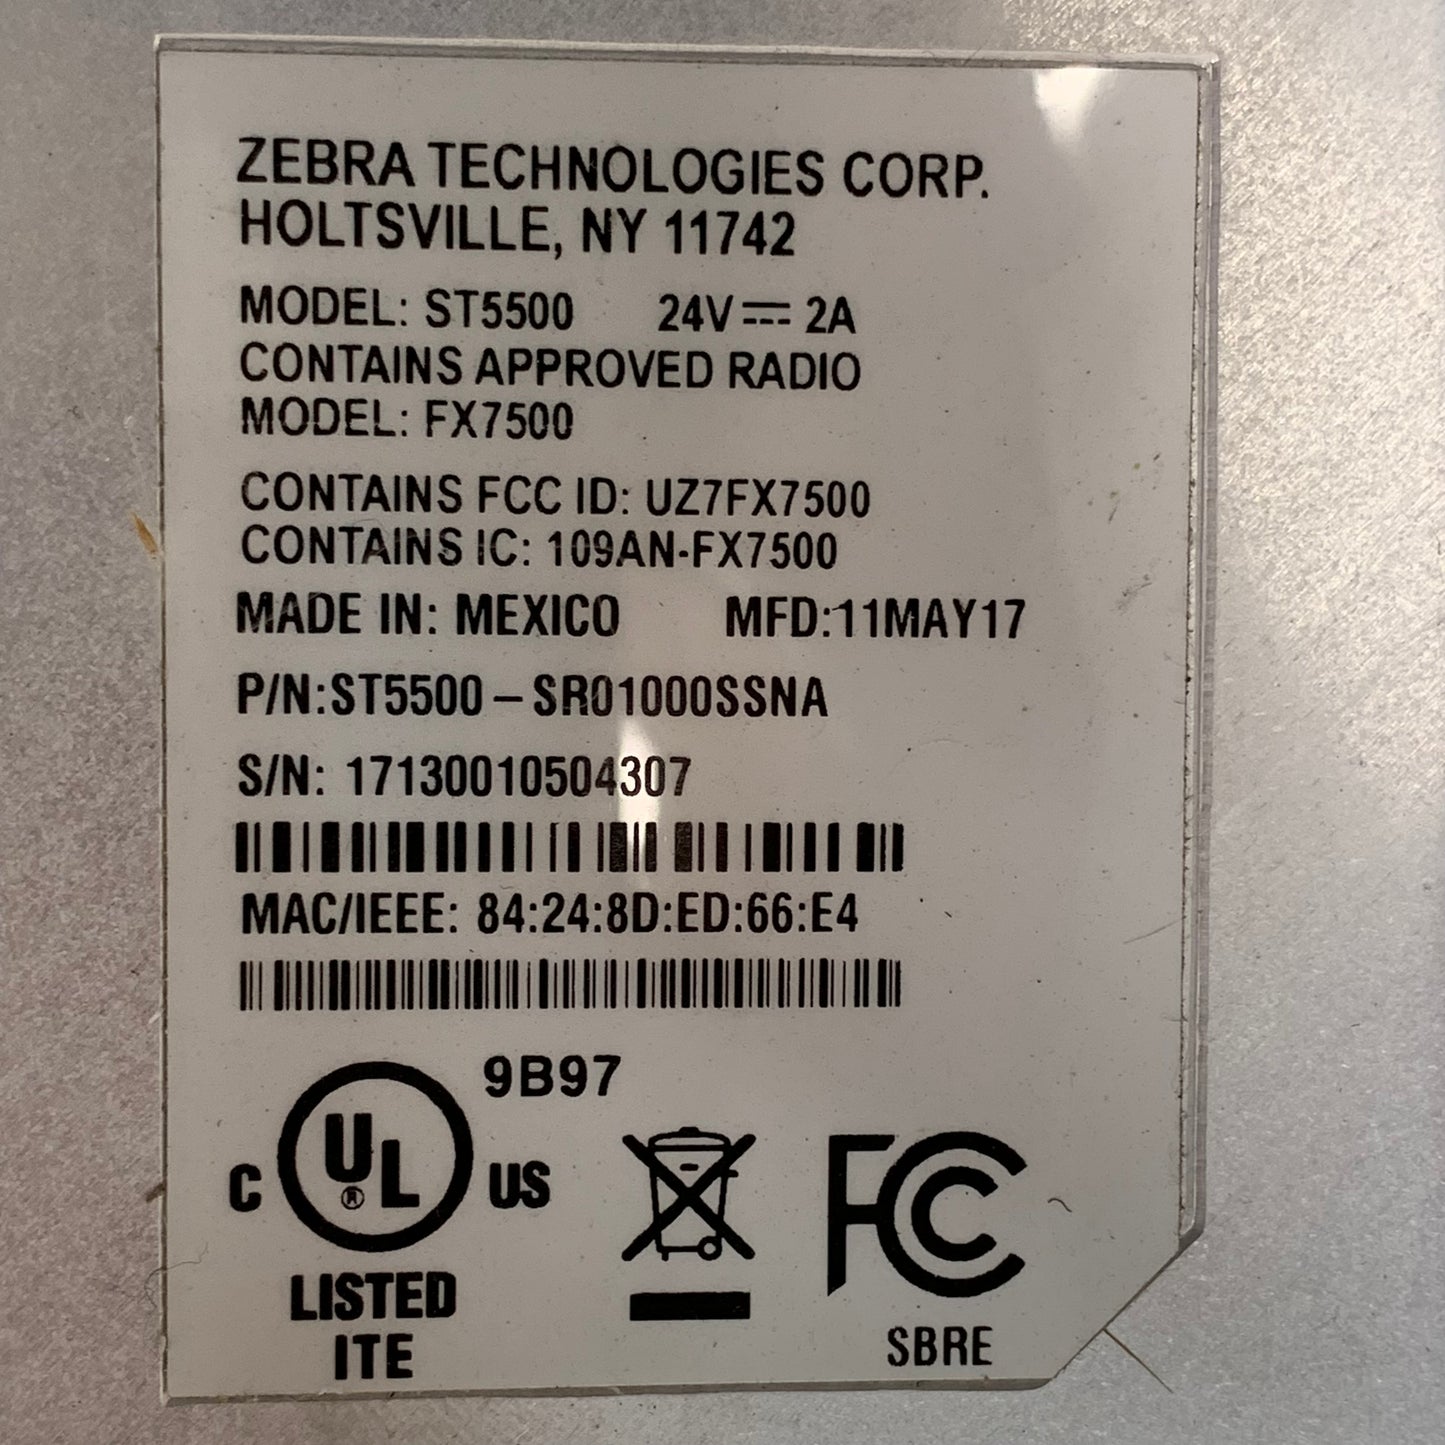 ZEBRA TECHNOLOGIES CORP.
HOLTSVILLE, NY 11742
MODEL: ST5500 24V⎓2A
CONTAINS APPROVED RADIO
MODEL: FX7500
CONTAINS FCC ID: UZ7FX7500
CONTAINS IC: 109AN-FX7500
MADE IN: MEXICO MFD:11MAY17
P/N:ST5500–SR01000SSNA
S/N: 17130010504307
MAC/IEEE: 84:24:8D:ED:66:E4
9B97
C UL® US
FC
LISTED
ITE
SBRE